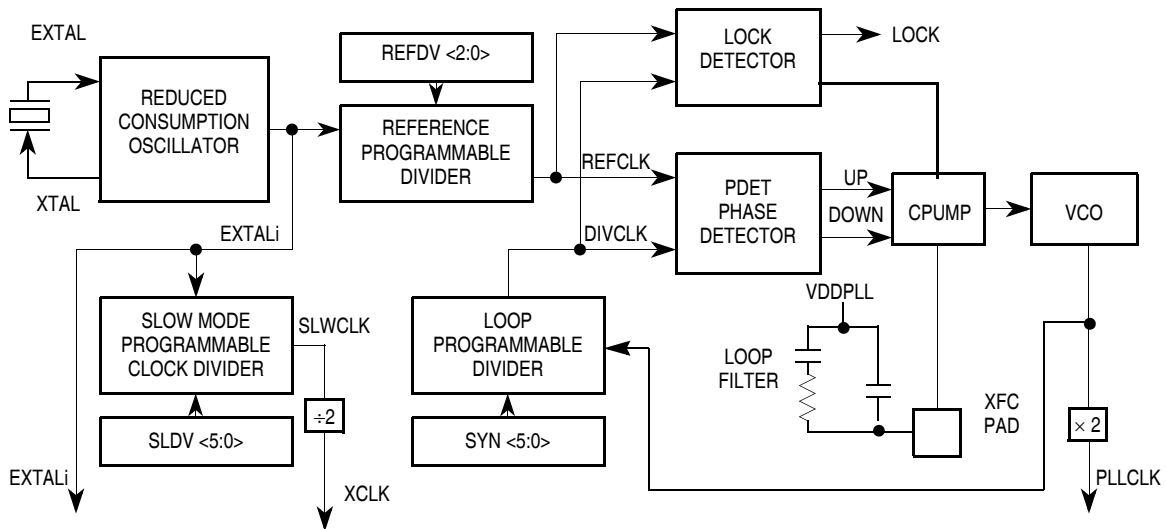 EXTAL
XTAL
REDUCED
CONSUMPTION
OSCILLATOR
REFDV <2:0>
REFERENCE
PROGRAMMABLE
DIVIDER
LOCK
DETECTOR
LOCK
REFCLK
DIVCLK
PDET
PHASE
DETECTOR
UP
DOWN
CPUMP
VCO
EXTALi
SLOW MODE
PROGRAMMABLE
CLOCK DIVIDER
SLWCLK
÷2
SLDV <5:0>
EXTALi
XCLK
LOOP
PROGRAMMABLE
DIVIDER
SYN <5:0>
VDDPLL
LOOP
FILTER
XFC
PAD
× 2
PLLCLK